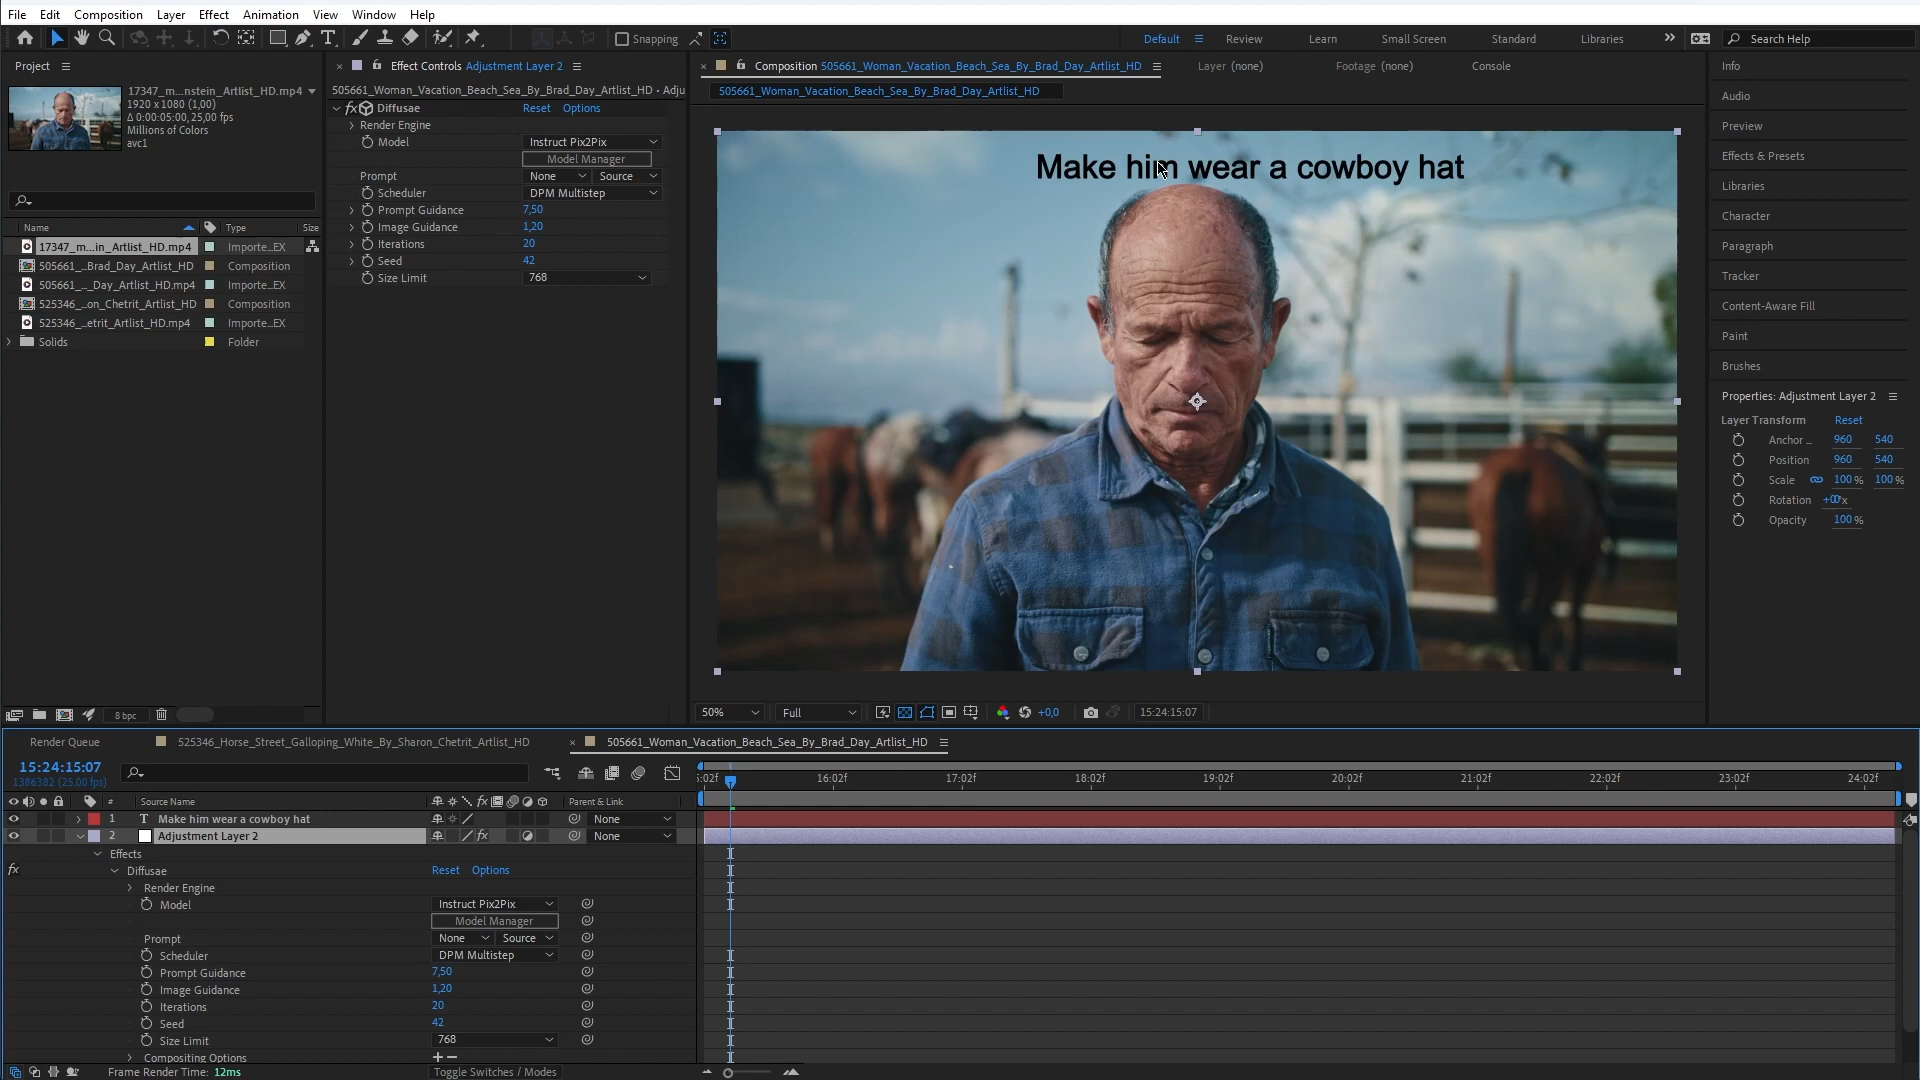 File Edit Composition Layer Effect Animation View Window Help
Snapping Default Review Learn Small Screen Standard Libraries Search Help
Project
17347_m...nstein_Artlist_HD.mp4
1920 x 1080 (1,00)
Δ 0:00:05:00, 25,00 fps
Millions of Colors
avc1
Name Type Size
17347_m...in_Artlist_HD.mp4 Importe...EX
505661_...Brad_Day_Artlist_HD Composition
505661_..._Day_Artlist_HD.mp4 Importe...EX
525346_...on_Chetrit_Artlist_HD Composition
525346_...etrit_Artlist_HD.mp4 Importe...EX
Solids Folder
8 bpc
Effect Controls Adjustment Layer 2
505661_Woman_Vacation_Beach_Sea_By_Brad_Day_Artlist_HD • Adju
fx Diffusae Reset Options
Render Engine
Model Instruct Pix2Pix
Model Manager
Prompt None Source
Scheduler DPM Multistep
Prompt Guidance 7,50
Image Guidance 1,20
Iterations 20
Seed 42
Size Limit 768
Composition 505661_Woman_Vacation_Beach_Sea_By_Brad_Day_Artlist_HD Layer (none) Footage (none) Console
505661_Woman_Vacation_Beach_Sea_By_Brad_Day_Artlist_HD
Make him wear a cowboy hat
50% Full +0,0 15:24:15:07
Info
Audio
Preview
Effects & Presets
Libraries
Character
Paragraph
Tracker
Content-Aware Fill
Paint
Brushes
Properties: Adjustment Layer 2
Layer Transform Reset
Anchor ... 960 540
Position 960 540
Scale 100 % 100 %
Rotation
Opacity 100 %
Render Queue 525346_Horse_Street_Galloping_White_By_Sharon_Chetrit_Artlist_HD 505661_Woman_Vacation_Beach_Sea_By_Brad_Day_Artlist_HD
15:24:15:07
1386382 (25.00 fps)
5:02f 16:02f 17:02f 18:02f 19:02f 20:02f 21:02f 22:02f 23:02f 24:02f
# Source Name fx Parent & Link
1 T Make him wear a cowboy hat None
2 Adjustment Layer 2 fx None
Effects
fx Diffusae Reset Options
Render Engine
Model Instruct Pix2Pix
Model Manager
Prompt None Source
Scheduler DPM Multistep
Prompt Guidance 7,50
Image Guidance 1,20
Iterations 20
Seed 42
Size Limit 768
Compositing Options
Frame Render Time: 12ms Toggle Switches / Modes